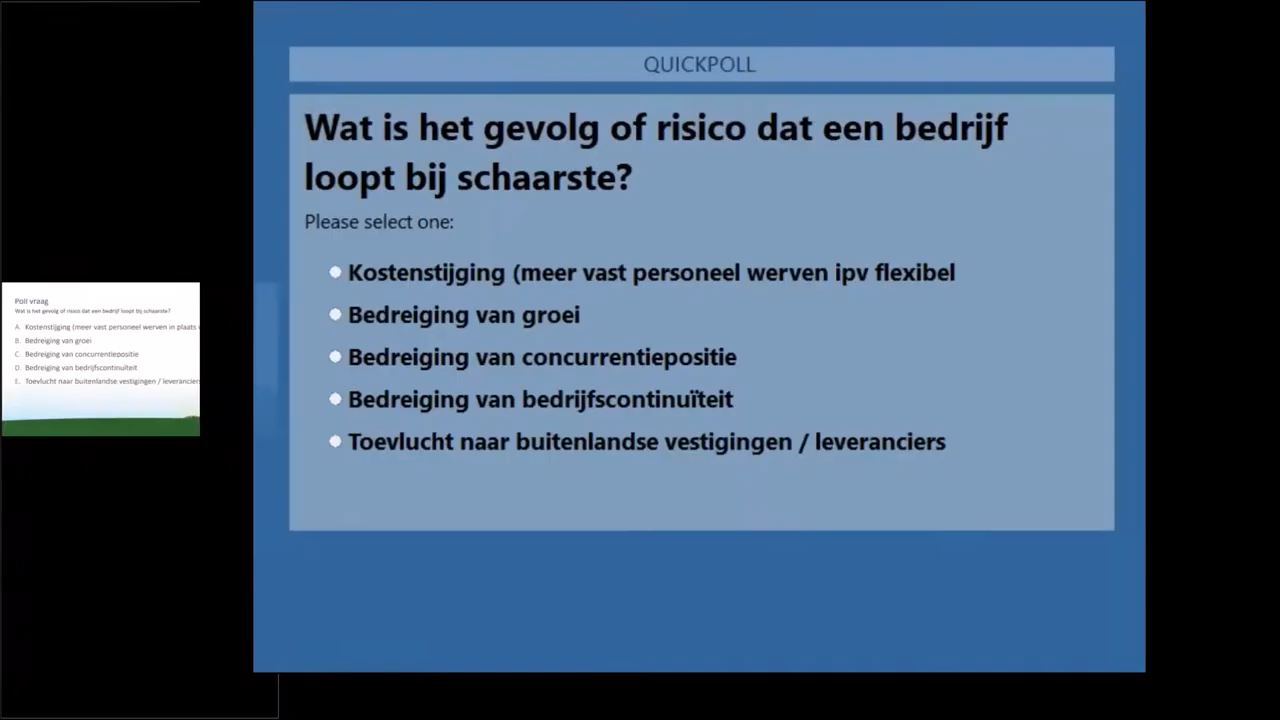 QUICKPOLL
Wat is het gevolg of risico dat een bedrijf
loopt bij schaarste?
Please select one:
Kostenstijging (meer vast personeel werven ipv flexibel
Bedreiging van groei
Bedreiging van concurrentiepositie
Bedreiging van bedrijfscontinuïteit
Toevlucht naar buitenlandse vestigingen / leveranciers
Poll vraag
Wat is het gevolg of risico dat een bedrijf loopt bij schaarste?
A. Kostenstijging (meer vast personeel werven in plaats
B. Bedreiging van groei
C. Bedreiging van concurrentiepositie
D. Bedreiging van bedrijfscontinuïteit
E. Toevlucht naar buitenlandse vestigingen / leveranciers